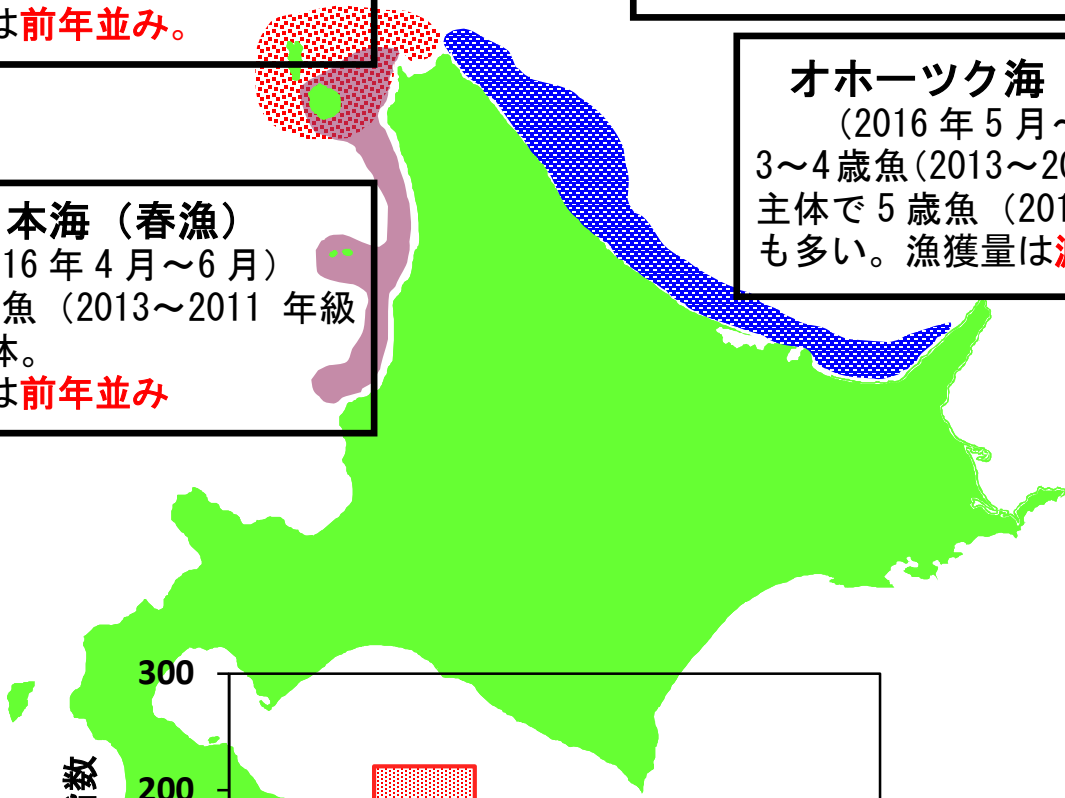 は前年並み。
オホーツク海
（2016 年 5 月～
3～4歳魚（2013～20
主体で 5 歳魚（201
も多い。漁獲量は
本海（春漁）
16 年 4 月～6 月）
魚（2013～2011 年級
体。
は前年並み
300
数
200